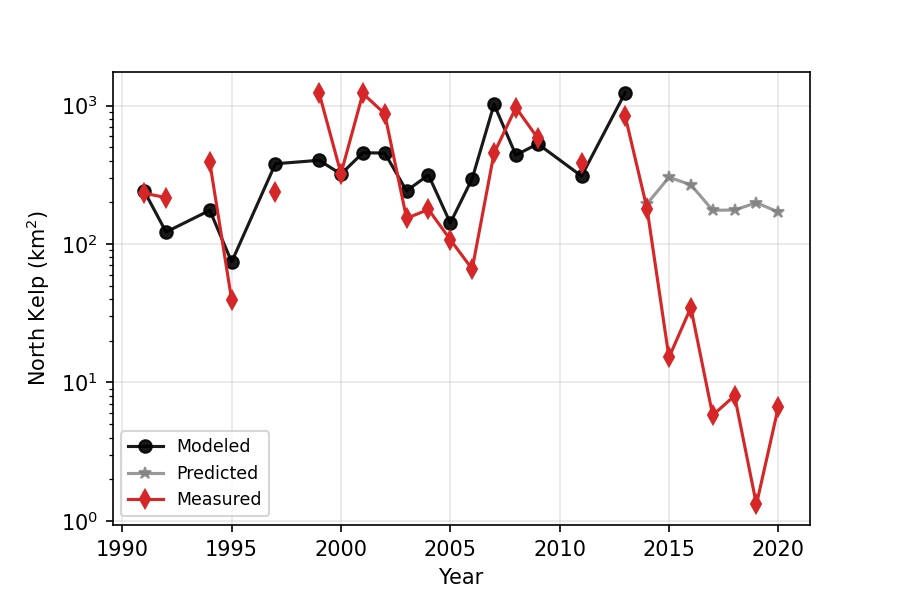 North Kelp (km²)
10³
10²
10¹
10⁰
Modeled
Predicted
Measured
1990 1995 2000 2005 2010 2015 2020
Year